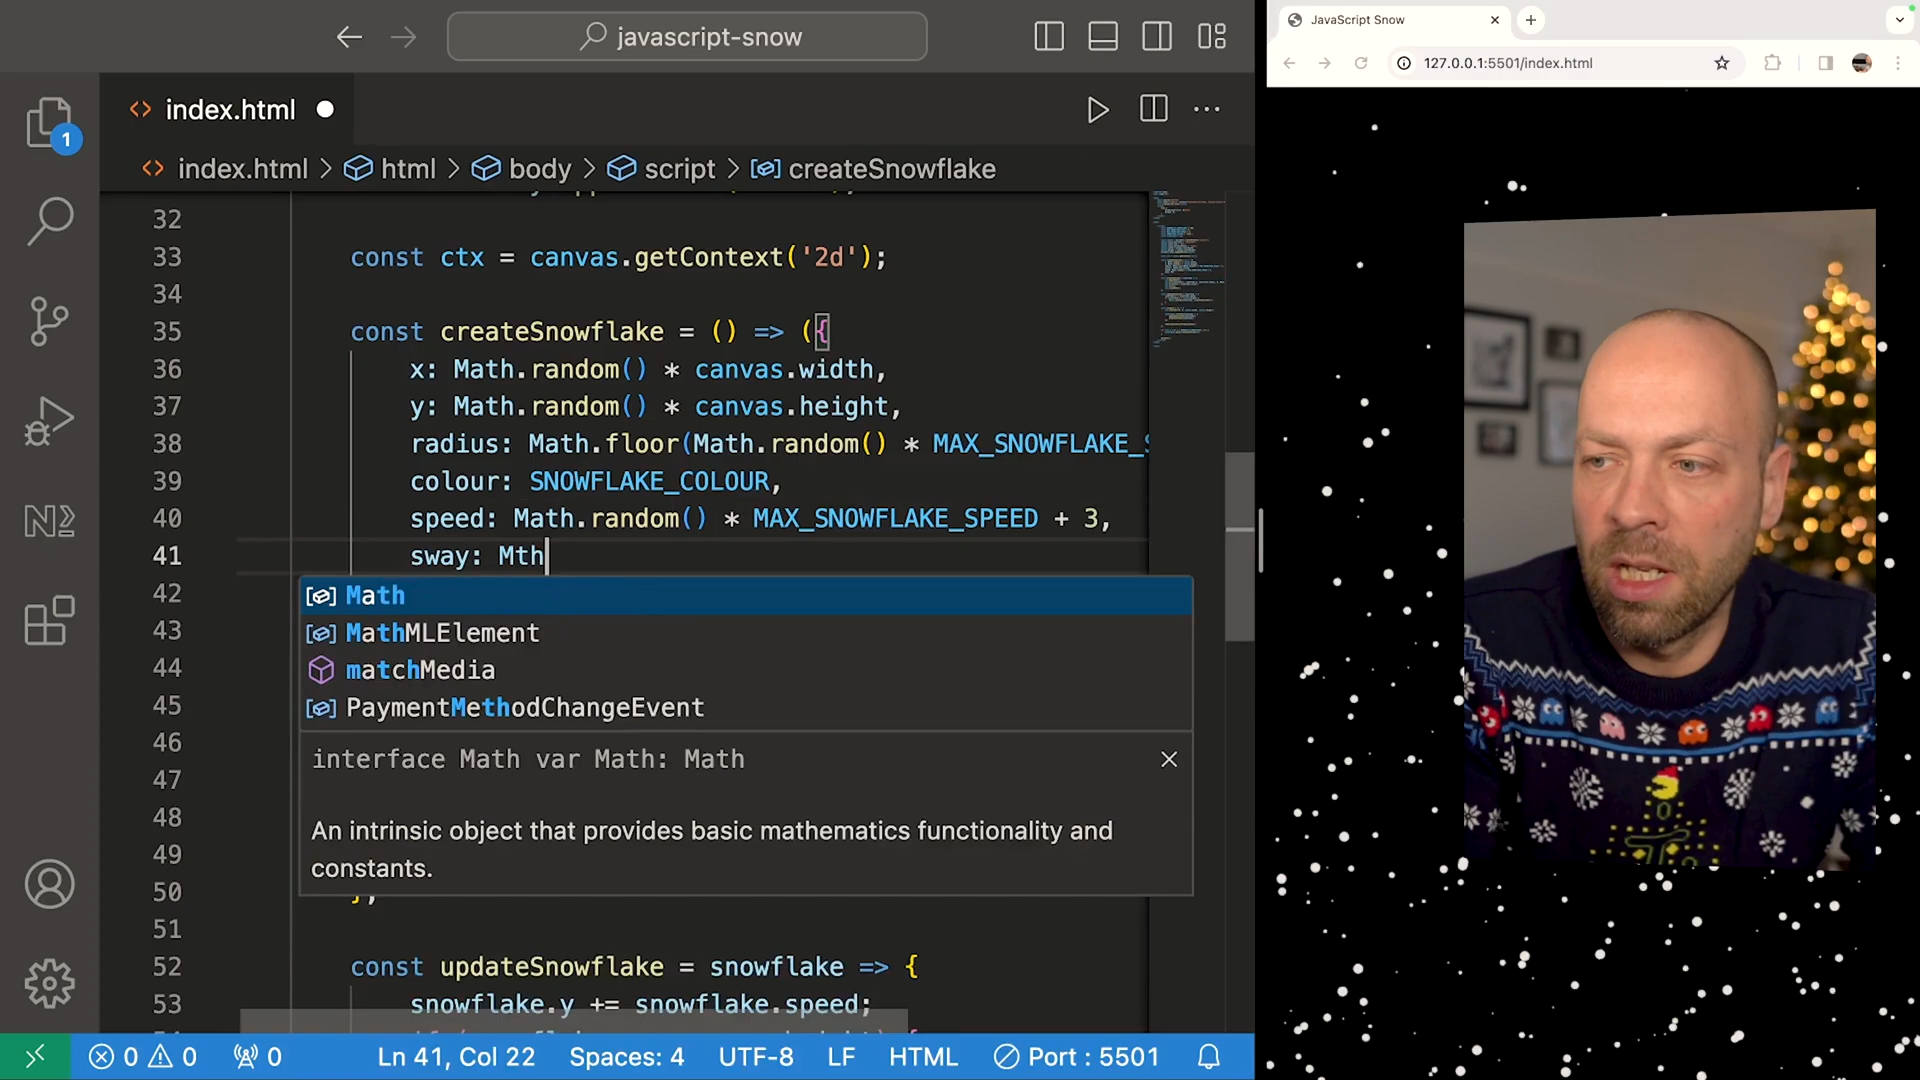 javascript-snow
index.html
index.html > html > body > script > createSnowflake
1
32
33 const ctx = canvas.getContext('2d');
34
35 const createSnowflake = () => ({
36 x: Math.random() * canvas.width,
37 y: Math.random() * canvas.height,
38 radius: Math.floor(Math.random() * MAX_SNOWFLAKE_S
39 colour: SNOWFLAKE_COLOUR,
40 speed: Math.random() * MAX_SNOWFLAKE_SPEED + 3,
41 sway: Mth
42 Math
43 MathMLElement
44 matchMedia
45 PaymentMethodChangeEvent
46 interface Math var Math: Math
47
48 An intrinsic object that provides basic mathematics functionality and
49 constants.
50 };
51
52 const updateSnowflake = snowflake => {
53 snowflake.y += snowflake.speed;
0 0 0 Ln 41, Col 22 Spaces: 4 UTF-8 LF HTML Port : 5501
JavaScript Snow
127.0.0.1:5501/index.html